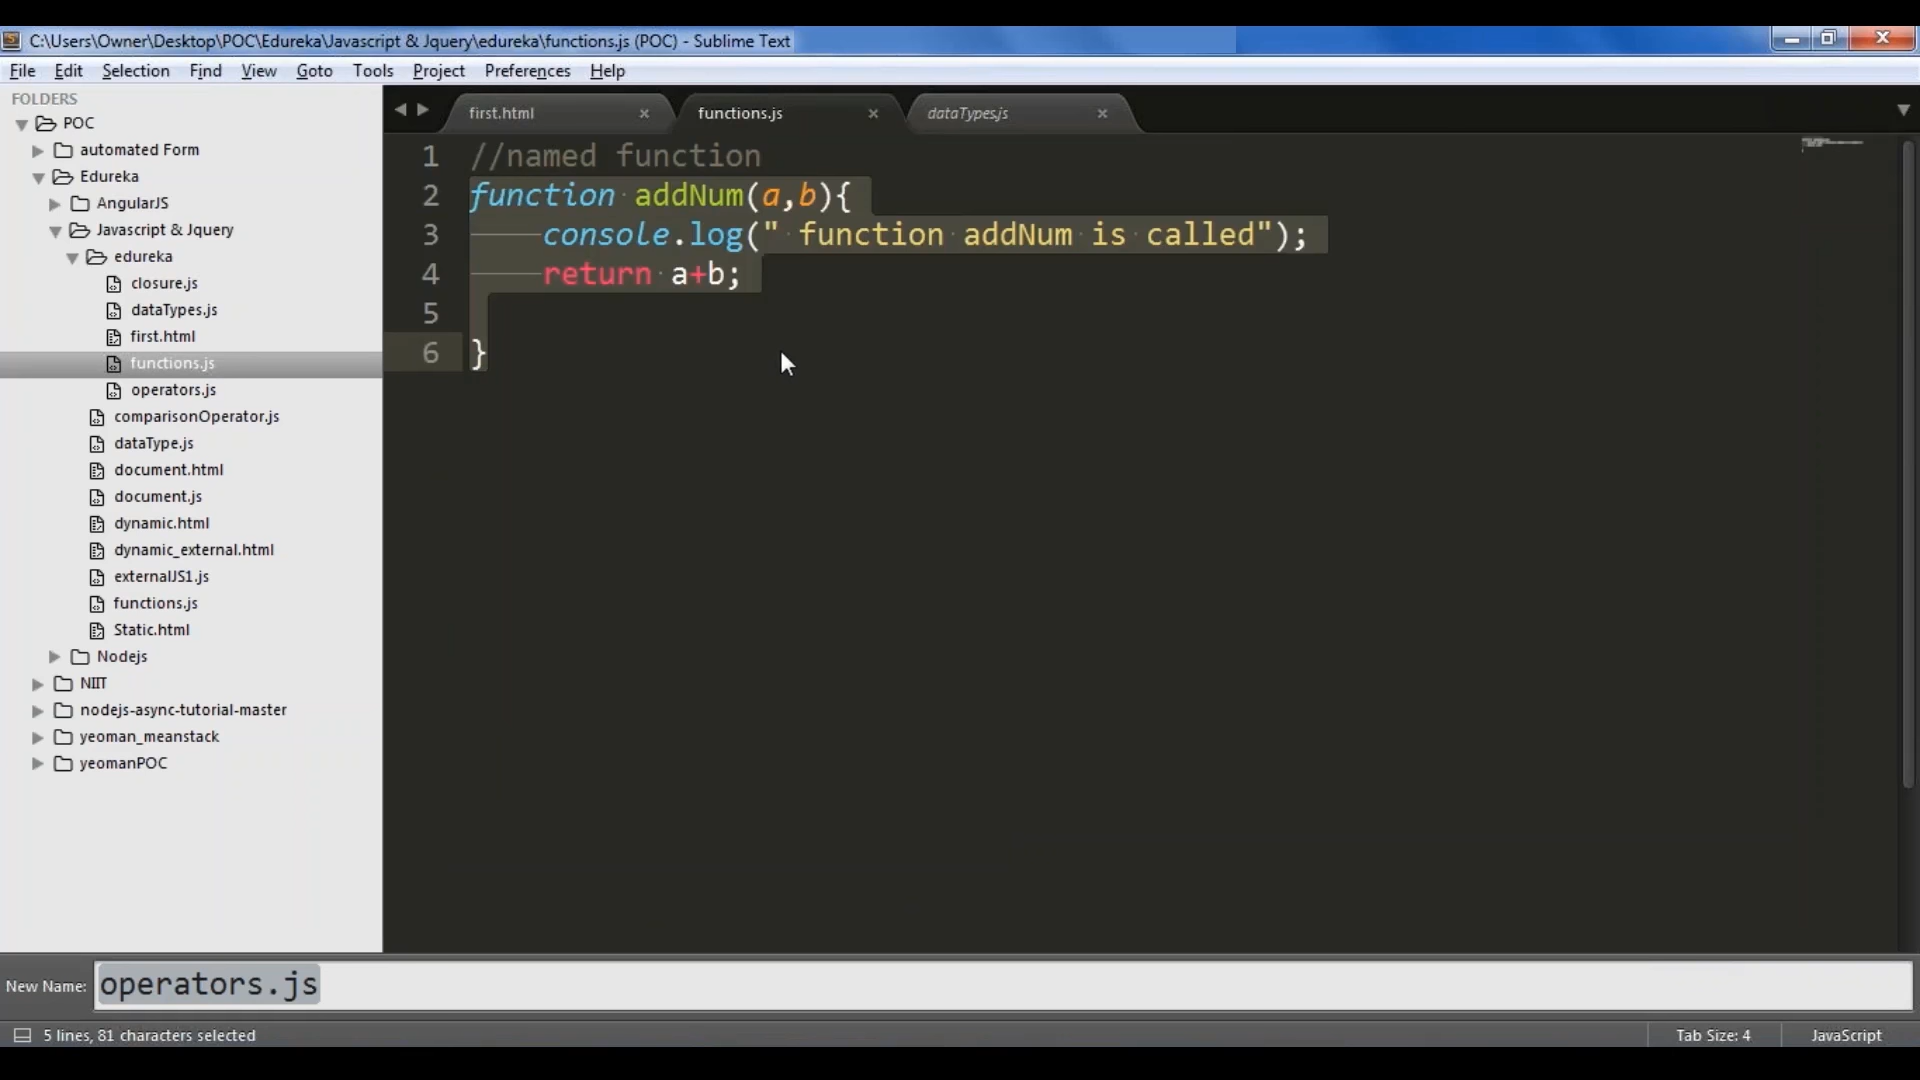 C:\Users\Owner\Desktop\POC\Edureka\Javascript & Jquery\edureka\functions.js (POC) - Sublime Text
File Edit Selection Find View Goto Tools Project Preferences Help
FOLDERS
POC
automated Form
Edureka
AngularJS
Javascript & Jquery
edureka
closure.js
dataTypes.js
first.html
functions.js
operators.js
comparisonOperator.js
dataType.js
document.html
document.js
dynamic.html
dynamic_external.html
externalJS1.js
functions.js
Static.html
Nodejs
NIIT
nodejs-async-tutorial-master
yeoman_meanstack
yeomanPOC
first.html functions.js dataTypes.js
1 //named function
2 function addNum(a,b){
3 console.log(" function addNum is called");
4 return a+b;
5
6 }
New Name: operators.js
5 lines, 81 characters selected Tab Size: 4 JavaScript